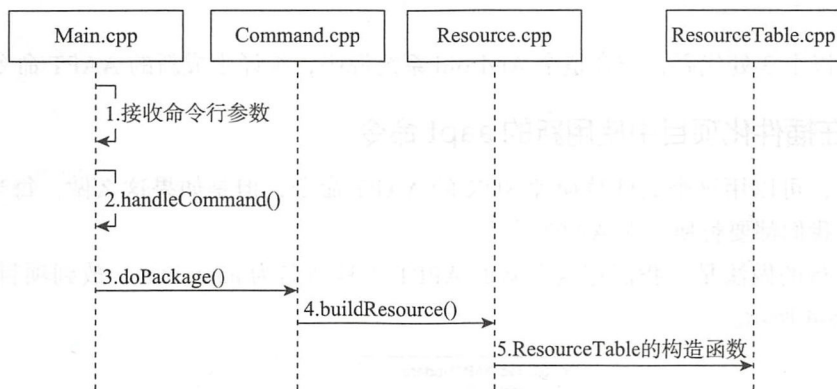 Main.cpp
Command.cpp
Resource.cpp
ResourceTable.cpp
1.接收命令行参数
2.handleCommand()
3.doPackage()
4.buildResource()
5.ResourceTable的构造函数